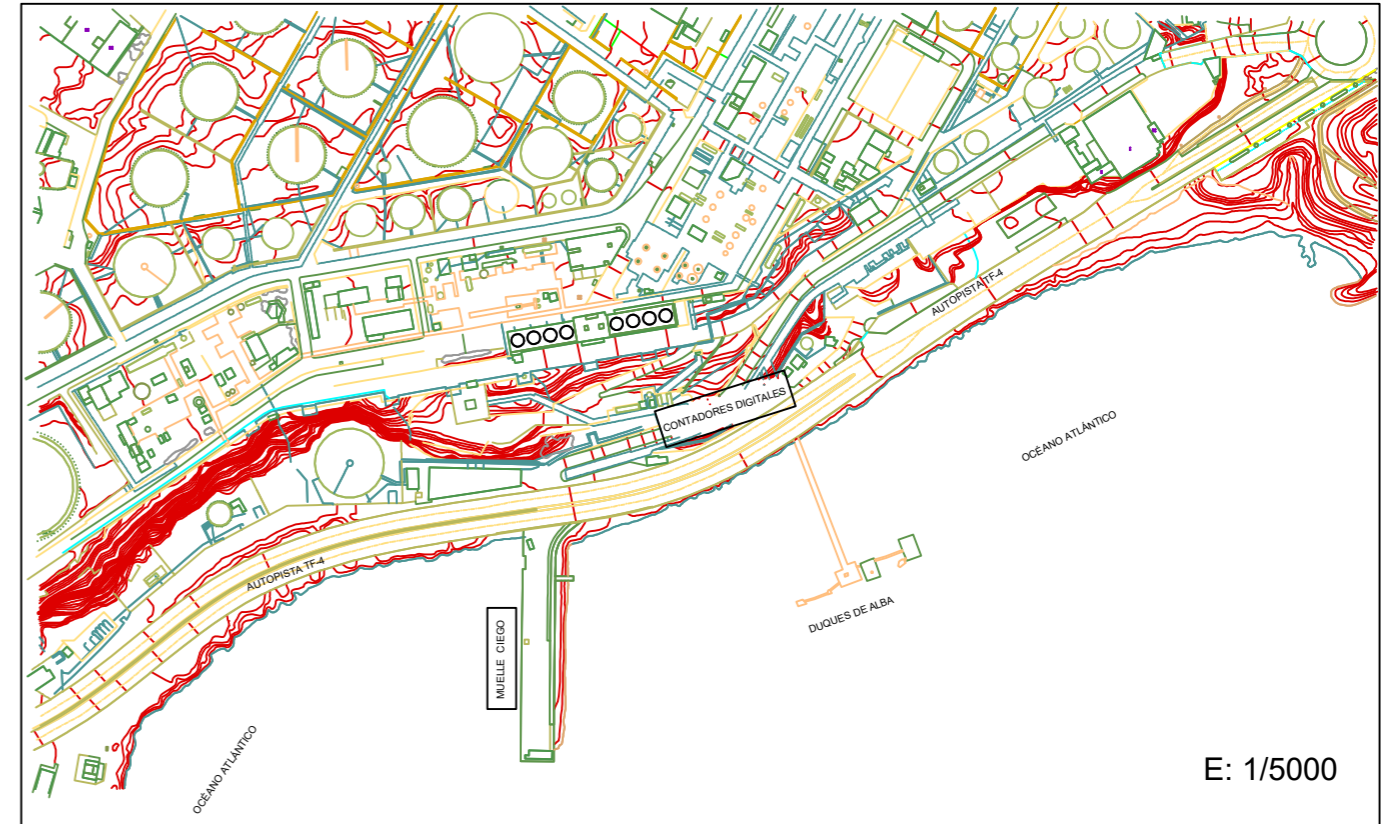 AUTOPISTA TF-4
CONTADORES DIGITALES
OCÉANO ATLÁNTICO
AUTOPISTA TF-4
DUQUES DE ALBA
MUELLE CIEGO
OCÉANO ATLÁNTICO
E: 1/5000